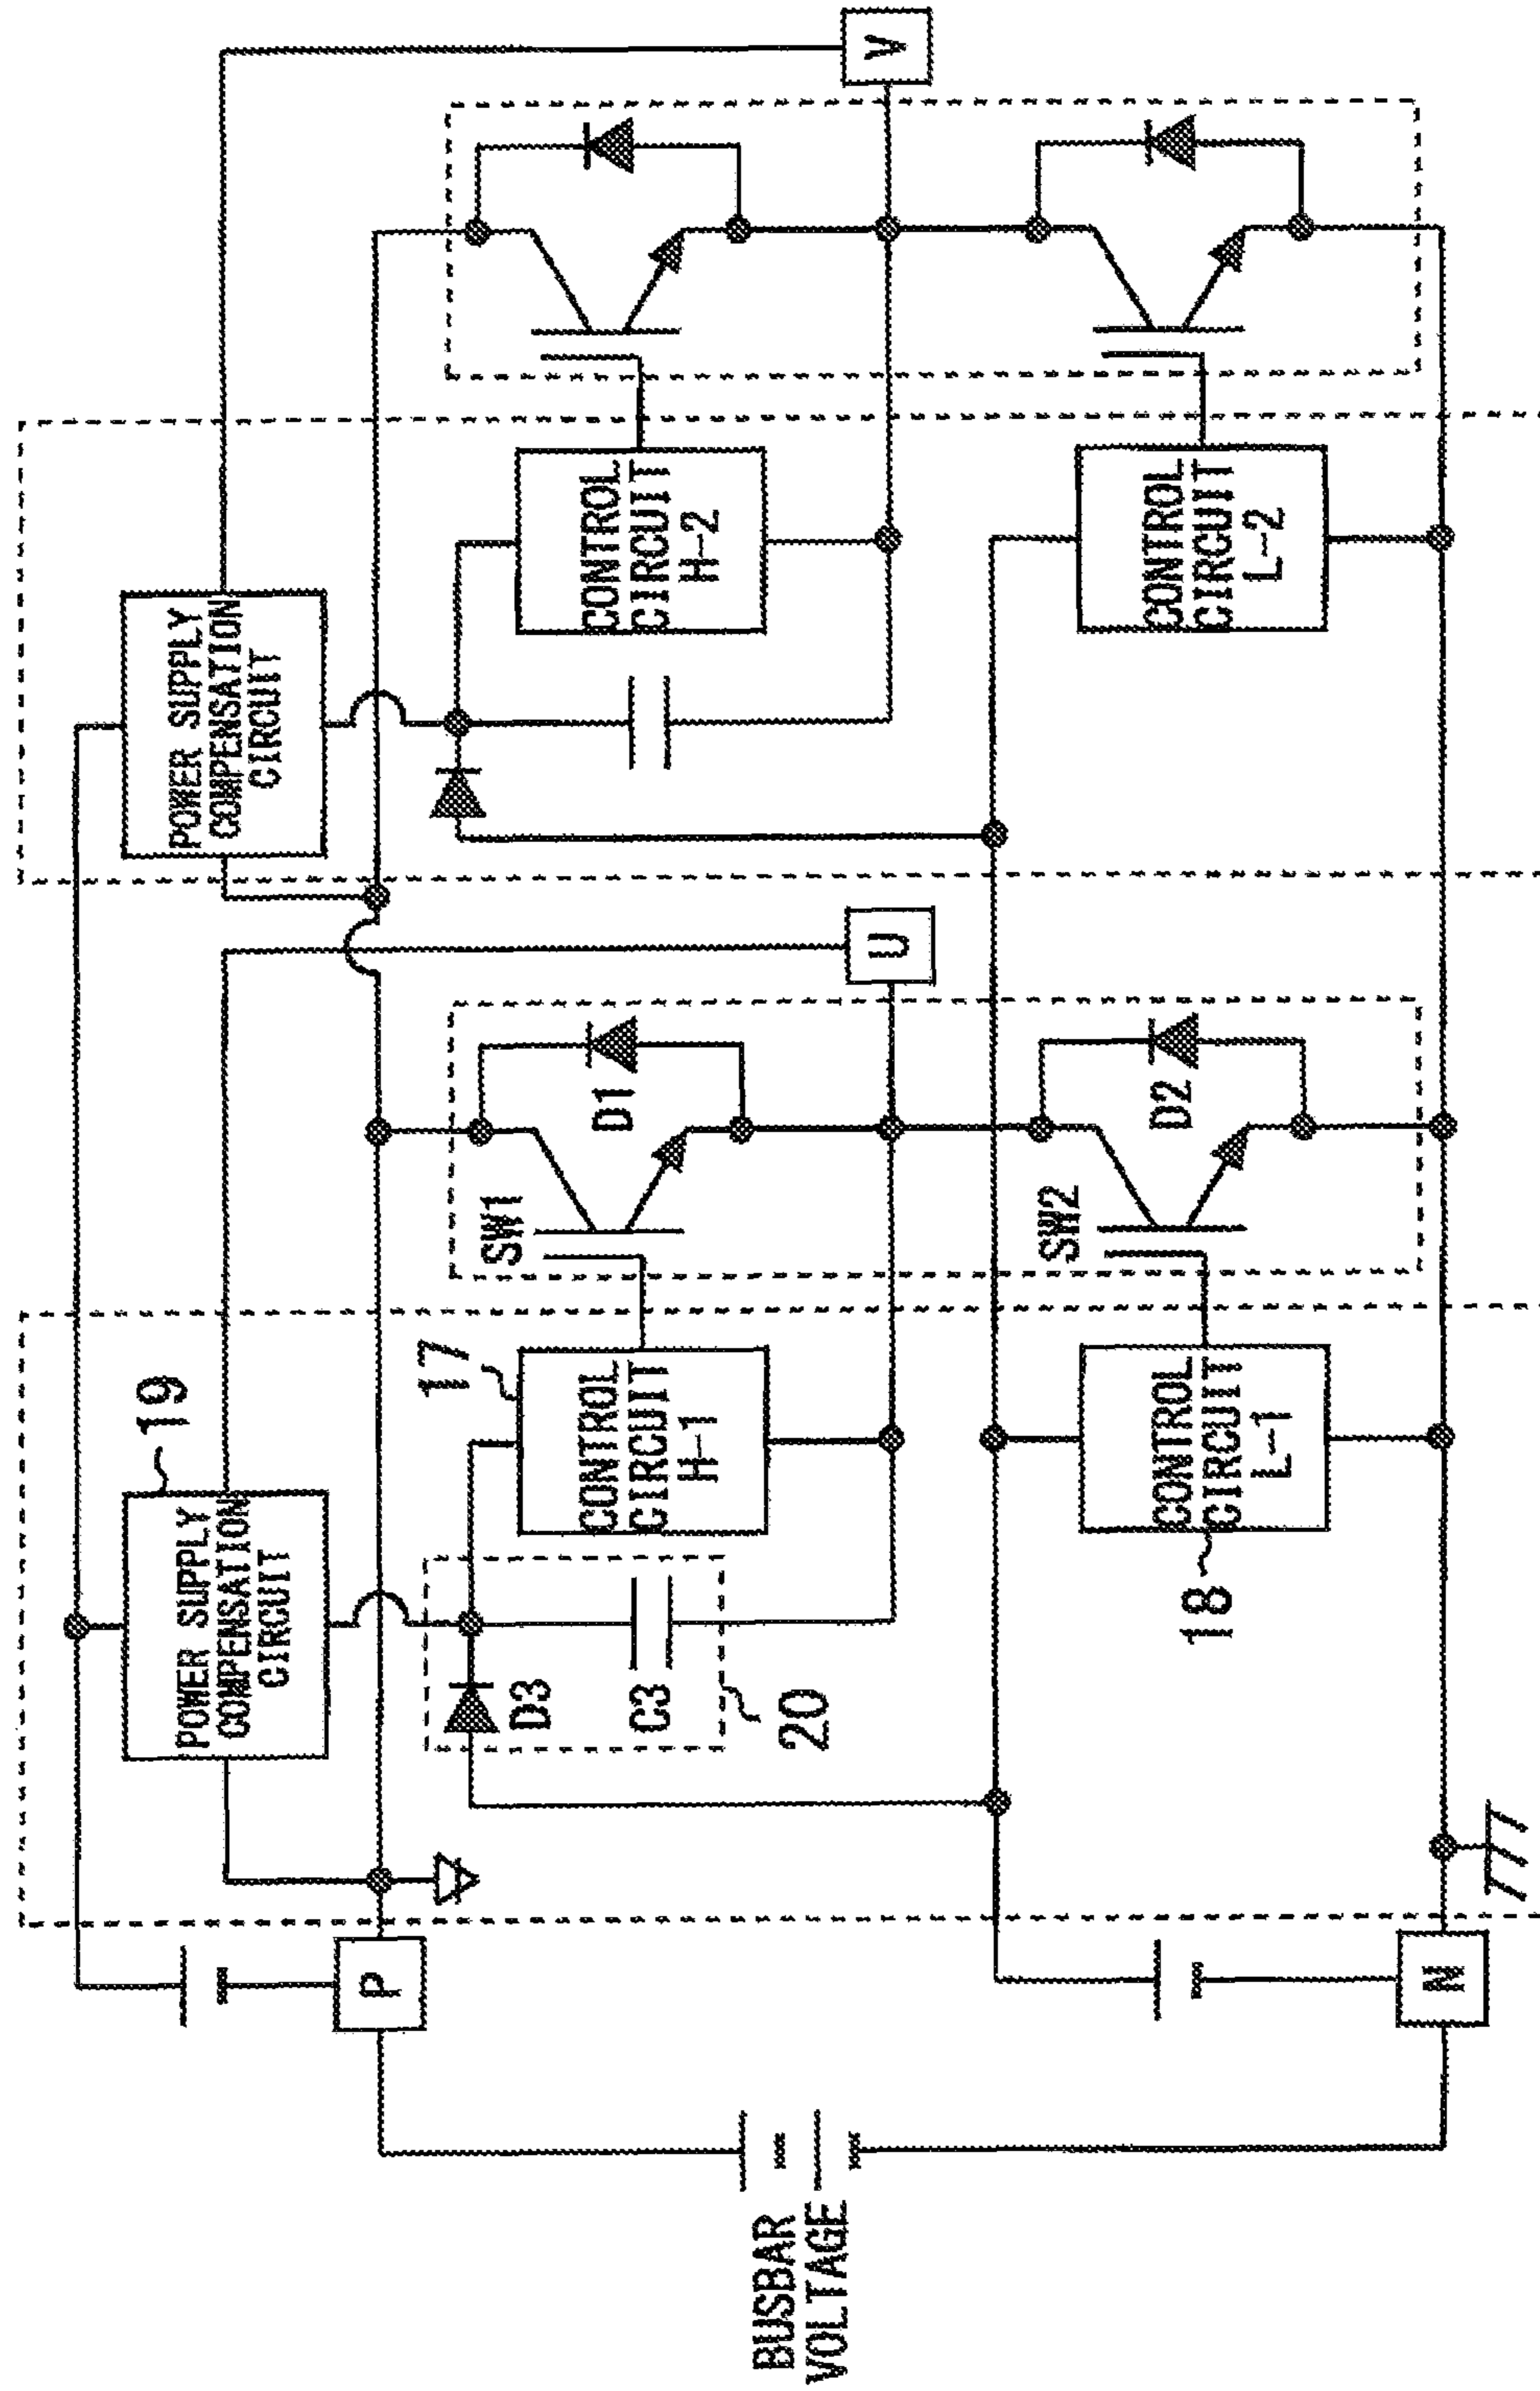 POWER SUPPLY
COMPENSATION
CIRCUIT
19
POWER SUPPLY
COMPENSATION
CIRCUIT
P
17
CONTROL
CIRCUIT
H-1
SW1
D1
CONTROL
CIRCUIT
H-2
D3
C3
20
U
V
BUSBAR
VOLTAGE
18
CONTROL
CIRCUIT
L-1
SW2
D2
CONTROL
CIRCUIT
L-2
N